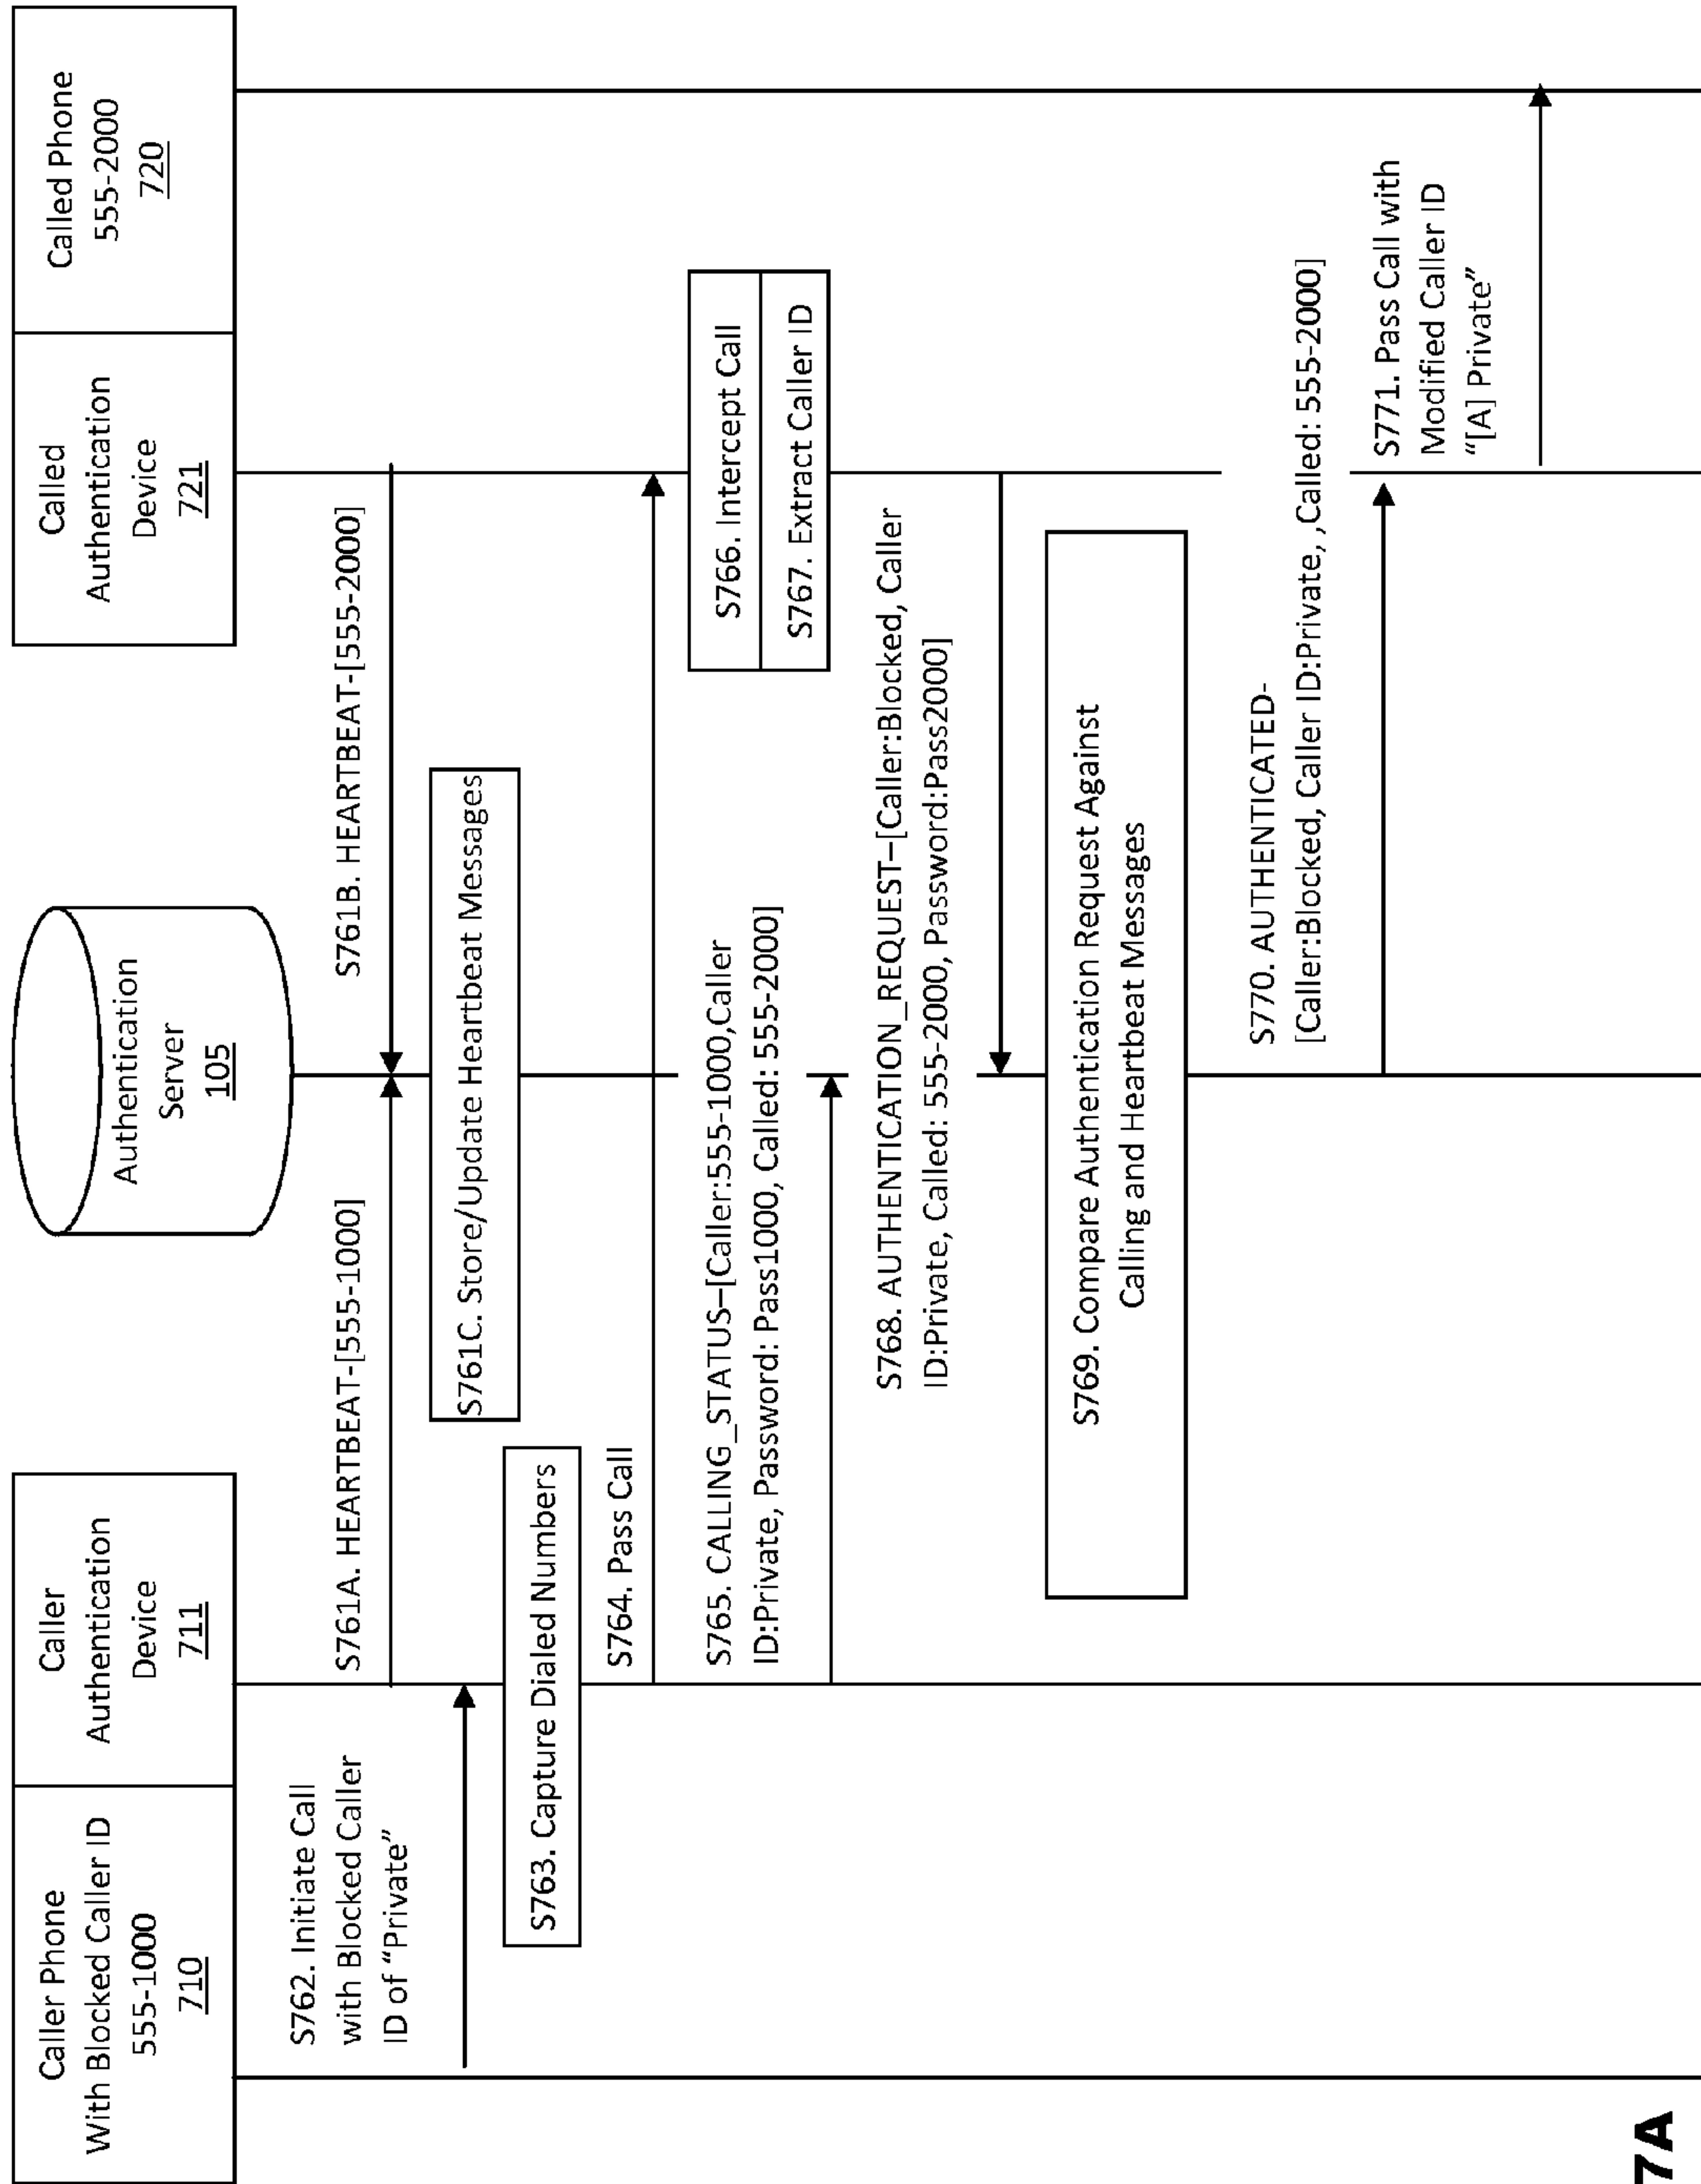 Caller Phone
With Blocked Caller ID
555-1000
710
Caller
Authentication
Device
711
Authentication
Server
105
Called
Authentication
Device
721
Called Phone
555-2000
720
S761A. HEARTBEAT-[555-1000]
S761B. HEARTBEAT-[555-2000]
S761C. Store/Update Heartbeat Messages
S762. Initiate Call
with Blocked Caller
ID of “Private”
S763. Capture Dialed Numbers
S764. Pass Call
S765. CALLING_STATUS–[Caller:555-1000,Caller
ID:Private, Password: Pass1000, Called: 555-2000]
S766. Intercept Call
S767. Extract Caller ID
S768. AUTHENTICATION_REQUEST–[Caller:Blocked, Caller
ID:Private, Called: 555-2000, Password:Pass2000]
S769. Compare Authentication Request Against
Calling and Heartbeat Messages
S770. AUTHENTICATED-
[Caller:Blocked, Caller ID:Private, ,Called: 555-2000]
S771. Pass Call with
Modified Caller ID
“[A] Private”
7A